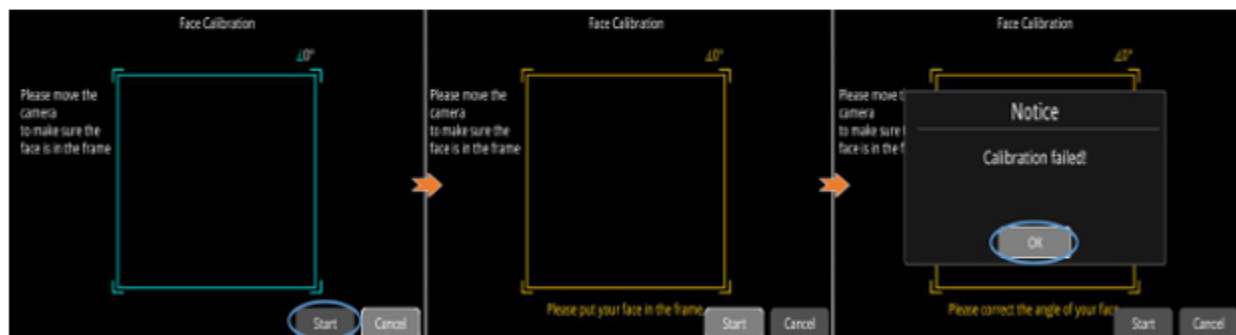 Face Calibration
∠0°
Please move the
camera
to make sure the
face is in the frame
Start
Cancel
Face Calibration
∠0°
Please move the
camera
to make sure the
face is in the frame
Please put your face in the frame.
Start
Cancel
Face Calibration
∠0°
Please move t
camera
to make sure t
face is in the f
Notice
Calibration failed!
OK
Please correct the angle of your face
Start
Cancel